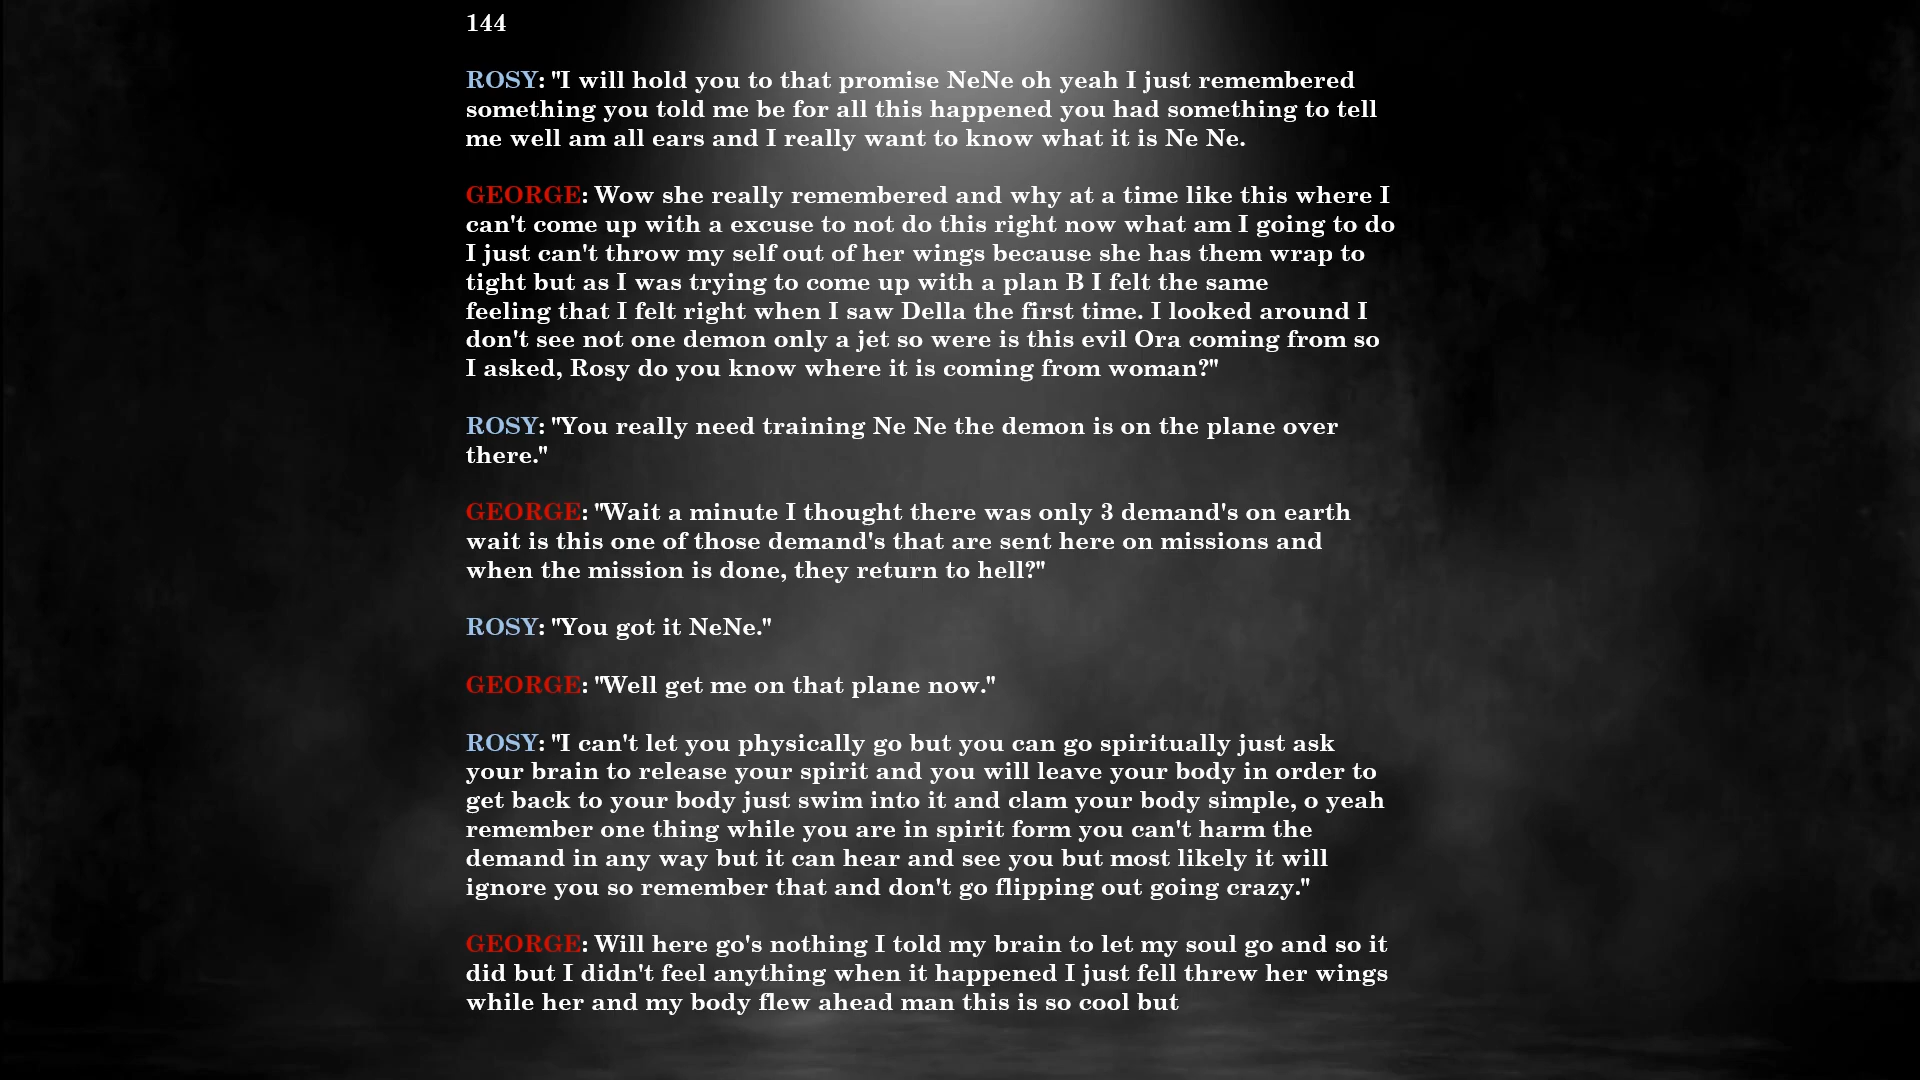 144
ROSY: "I will hold you to that promise NeNe oh yeah I just remembered
something you told me be for all this happened you had something to tell
me well am all ears and I really want to know what it is Ne Ne.
GEORGE: Wow she really remembered and why at a time like this where I
can't come up with a excuse to not do this right now what am I going to do
I just can't throw my self out of her wings because she has them wrap to
tight but as I was trying to come up with a plan B I felt the same
feeling that I felt right when I saw Della the first time. I looked around I
don't see not one demon only a jet so were is this evil Ora coming from so
I asked, Rosy do you know where it is coming from woman?"
ROSY: "You really need training Ne Ne the demon is on the plane over
there."
GEORGE: "Wait a minute I thought there was only 3 demand's on earth
wait is this one of those demand's that are sent here on missions and
when the mission is done, they return to hell?"
ROSY: "You got it NeNe."
GEORGE: "Well get me on that plane now."
ROSY: "I can't let you physically go but you can go spiritually just ask
your brain to release your spirit and you will leave your body in order to
get back to your body just swim into it and clam your body simple, o yeah
remember one thing while you are in spirit form you can't harm the
demand in any way but it can hear and see you but most likely it will
ignore you so remember that and don't go flipping out going crazy."
GEORGE: Will here go's nothing I told my brain to let my soul go and so it
did but I didn't feel anything when it happened I just fell threw her wings
while her and my body flew ahead man this is so cool but